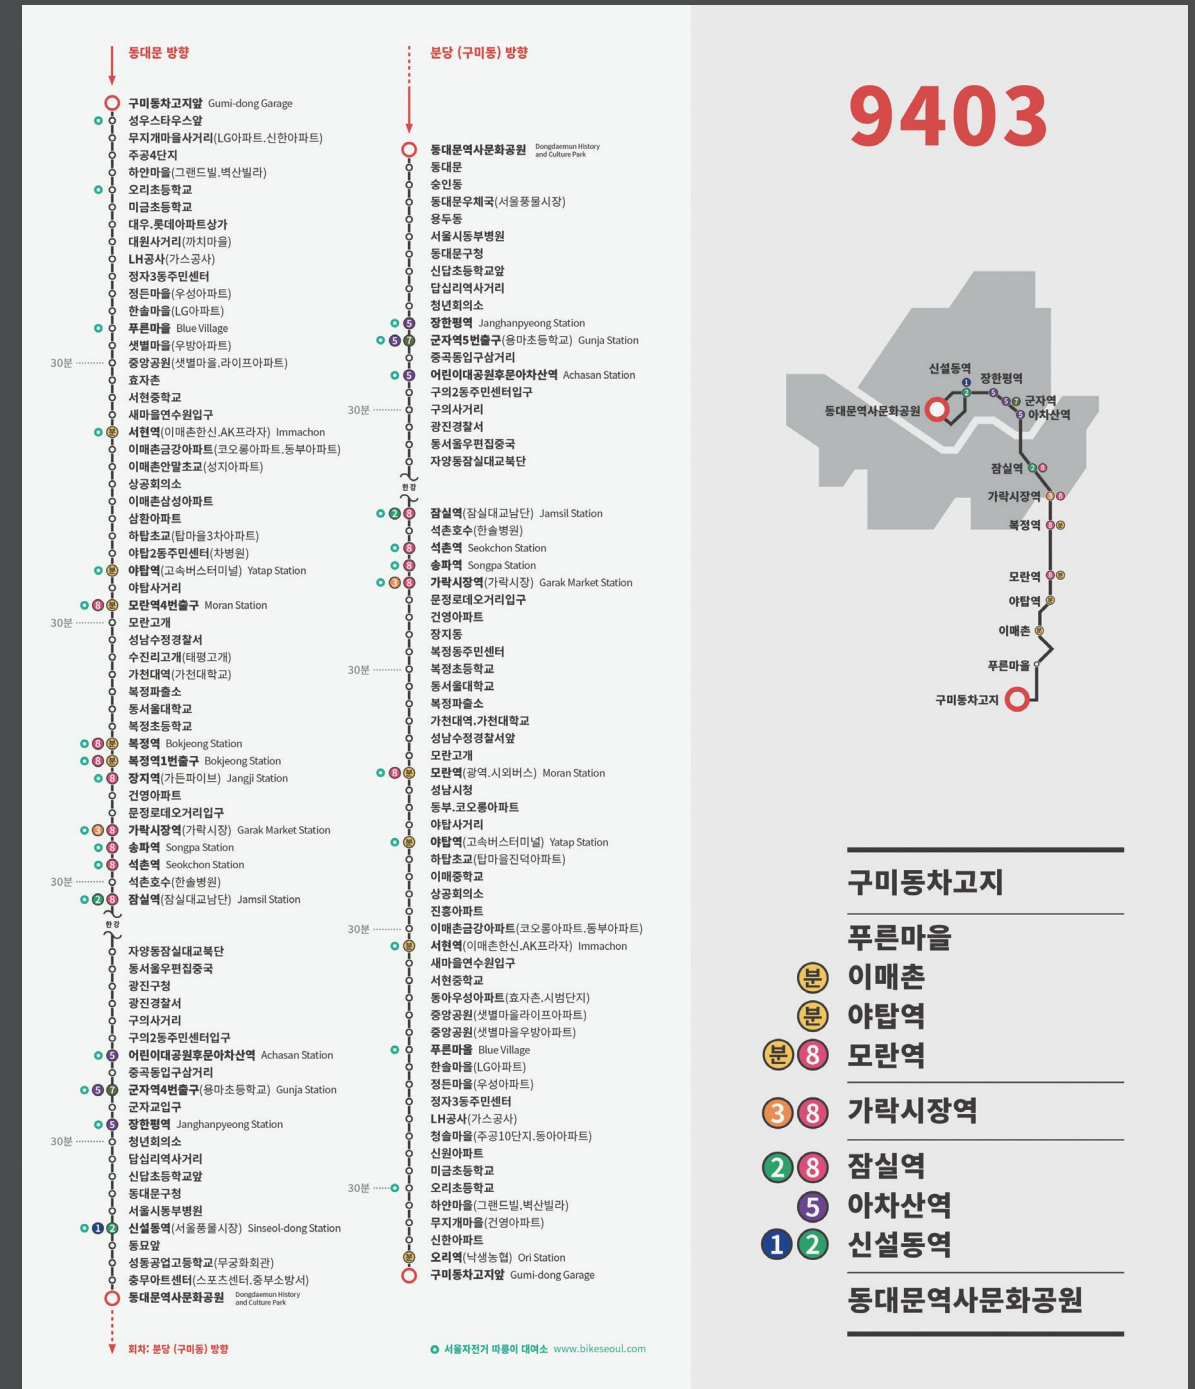 동대문 방향
구미동차고지앞 Gumi-dong Garage
성우스타우스앞
무지개마을사거리(LG아파트.신한아파트)
주공4단지
하얀마을(그랜드빌.벽산빌라)
오리초등학교
미금초등학교
대우.롯데아파트상가
대원사거리(까치마을)
LH공사(가스공사)
정자3동주민센터
정든마을(우성아파트)
한솔마을(LG아파트)
푸른마을 Blue Village
샛별마을(우방아파트)
30분 중앙공원(샛별마을.라이프아파트)
효자촌
서현중학교
새마을연수원입구
분 서현역(이매촌한신.AK프라자) Immachon
이매촌금강아파트(코오롱아파트.동부아파트)
이매촌안말초교(성지아파트)
상공회의소
이매촌삼성아파트
삼환아파트
하탑초교(탑마을3차아파트)
야탑2동주민센터(차병원)
분 야탑역(고속버스터미널) Yatap Station
야탑사거리
8 분 모란역4번출구 Moran Station
30분 모란고개
성남수정경찰서
수진리고개(태평고개)
가천대역(가천대학교)
복정파출소
동서울대학교
복정초등학교
8 분 복정역 Bokjeong Station
8 분 복정역1번출구 Bokjeong Station
8 장지역(가든파이브) Jangji Station
건영아파트
문정로데오거리입구
3 8 가락시장역(가락시장) Garak Market Station
8 송파역 Songpa Station
8 석촌역 Seokchon Station
30분 석촌호수(한솔병원)
2 8 잠실역(잠실대교남단) Jamsil Station
한강
자양동잠실대교북단
동서울우편집중국
광진구청
광진경찰서
구의사거리
구의2동주민센터입구
5 어린이대공원후문아차산역 Achasan Station
중곡동입구삼거리
5 7 군자역4번출구(용마초등학교) Gunja Station
군자교입구
5 장한평역 Janghanpyeong Station
30분 청년회의소
답십리역사거리
신답초등학교앞
동대문구청
서울시동부병원
1 2 신설동역(서울풍물시장) Sinseol-dong Station
동묘앞
성동공업고등학교(무궁화회관)
충무아트센터(스포츠센터.중부소방서)
동대문역사문화공원 Dongdaemun History
and Culture Park
회차: 분당 (구미동) 방향
분당 (구미동) 방향
동대문역사문화공원 Dongdaemun History
and Culture Park
동대문
숭인동
동대문우체국(서울풍물시장)
용두동
서울시동부병원
동대문구청
신답초등학교앞
답십리역사거리
청년회의소
5 장한평역 Janghanpyeong Station
5 7 군자역5번출구(용마초등학교) Gunja Station
중곡동입구삼거리
5 어린이대공원후문아차산역 Achasan Station
구의2동주민센터입구
30분 구의사거리
광진경찰서
동서울우편집중국
자양동잠실대교북단
한강
2 8 잠실역(잠실대교남단) Jamsil Station
석촌호수(한솔병원)
8 석촌역 Seokchon Station
8 송파역 Songpa Station
3 8 가락시장역(가락시장) Garak Market Station
문정로데오거리입구
건영아파트
장지동
복정동주민센터
30분 복정초등학교
동서울대학교
복정파출소
가천대역.가천대학교
성남수정경찰서앞
모란고개
8 분 모란역(광역.시외버스) Moran Station
성남시청
동부.코오롱아파트
야탑사거리
분 야탑역(고속버스터미널) Yatap Station
하탑초교(탑마을진덕아파트)
이매중학교
상공회의소
진흥아파트
30분 이매촌금강아파트(코오롱아파트.동부아파트)
분 서현역(이매촌한신.AK프라자) Immachon
새마을연수원입구
서현중학교
동아우성아파트(효자촌.시범단지)
중앙공원(샛별마을라이프아파트)
중앙공원(샛별마을우방아파트)
푸른마을 Blue Village
한솔마을(LG아파트)
정든마을(우성아파트)
정자3동주민센터
LH공사(가스공사)
청솔마을(주공10단지.동아아파트)
신원아파트
미금초등학교
30분 오리초등학교
하얀마을(그랜드빌.벽산빌라)
무지개마을(건영아파트)
신한아파트
분 오리역(낙생농협) Ori Station
구미동차고지앞 Gumi-dong Garage
서울자전거 따릉이 대여소 www.bikeseoul.com
9403
신설동역
1
2
장한평역
5
5 7 군자역
동대문역사문화공원
5 아차산역
잠실역 2 8
가락시장역 3 8
복정역 8 분
모란역 8 분
야탑역 분
이매촌 분
푸른마을
구미동차고지
구미동차고지
푸른마을
분 이매촌
분 야탑역
분 8 모란역
3 8 가락시장역
2 8 잠실역
5 아차산역
1 2 신설동역
동대문역사문화공원